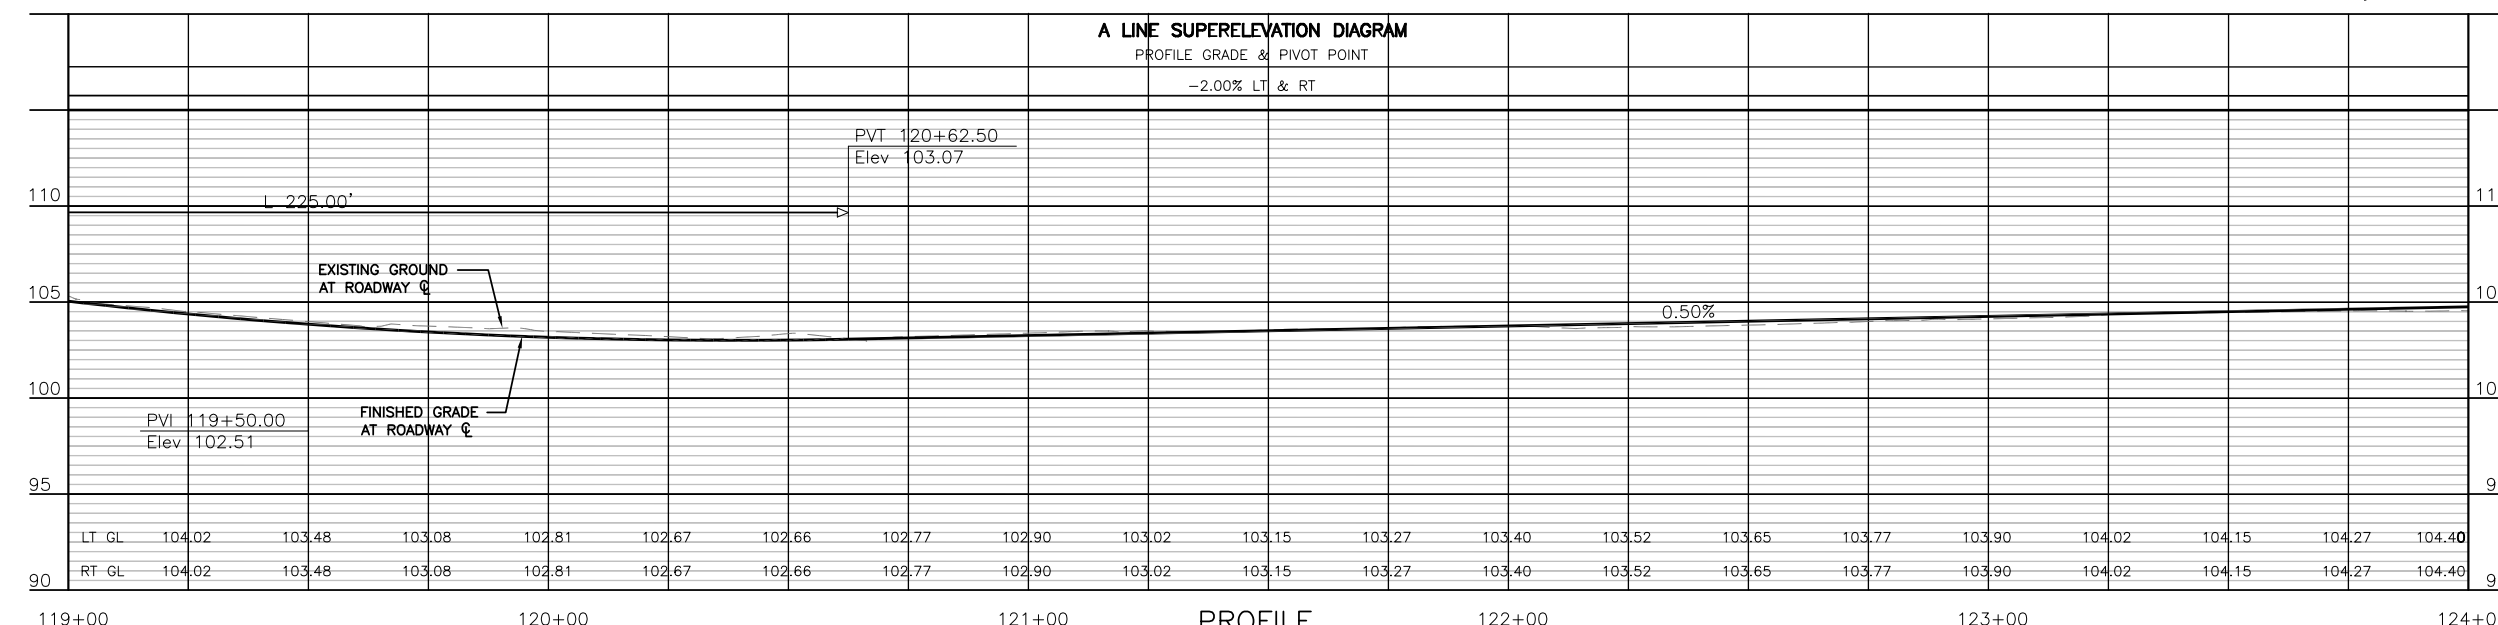 A LINE SUPERELEVATION DIAGRAM
PROFILE GRADE & PIVOT POINT
-2.00% LT & RT
PVT 120+62.50
Elev 103.07
110
L 225.00'
11
EXISTING GROUND
AT ROADWAY ℄
105
10
0.50%
100
10
PVI 119+50.00
Elev 102.51
FINISHED GRADE
AT ROADWAY ℄
95
9
LT GL 104.02 103.48 103.08 102.81 102.67 102.66 102.77 102.90 103.02 103.15 103.27 103.40 103.52 103.65 103.77 103.90 104.02 104.15 104.27 104.40
RT GL 104.02 103.48 103.08 102.81 102.67 102.66 102.77 102.90 103.02 103.15 103.27 103.40 103.52 103.65 103.77 103.90 104.02 104.15 104.27 104.40
90
9
119+00 120+00 121+00 PROFILE 122+00 123+00 124+0